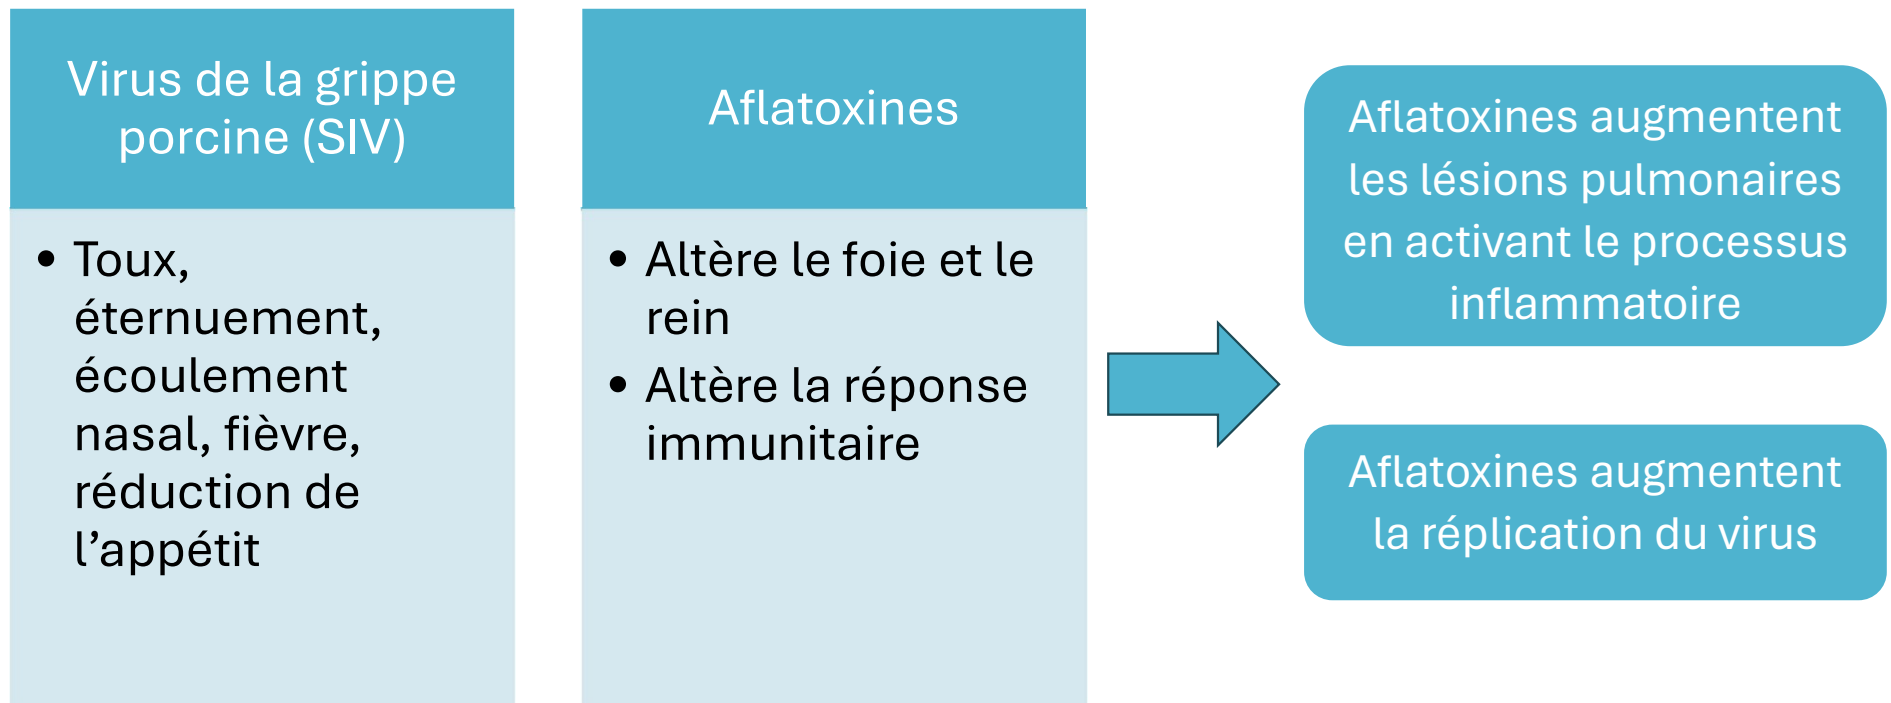 Virus de la grippe
porcine (SIV)
• Toux,
éternuement,
écoulement
nasal, fièvre,
réduction de
l’appétit
Aflatoxines
• Altère le foie et le
rein
• Altère la réponse
immunitaire
Aflatoxines augmentent
les lésions pulmonaires
en activant le processus
inflammatoire
Aflatoxines augmentent
la réplication du virus